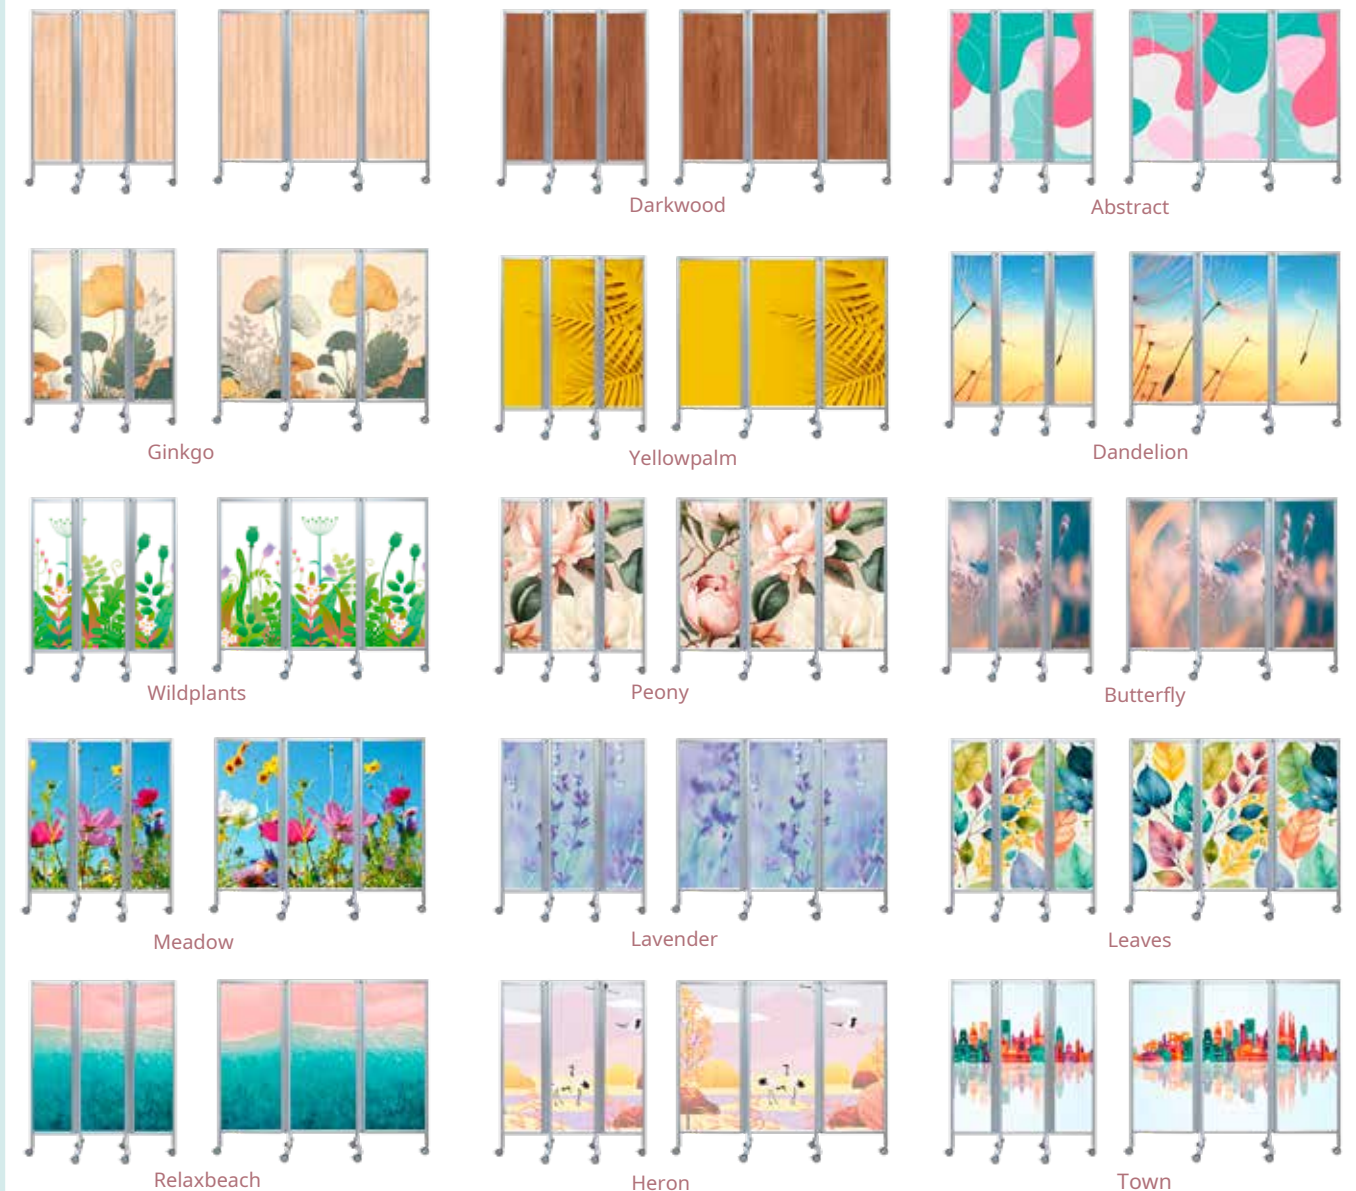 Darkwood
Abstract
Ginkgo
Yellowpalm
Dandelion
Wildplants
Peony
Butterfly
Meadow
Lavender
Leaves
Relaxbeach
Heron
Town